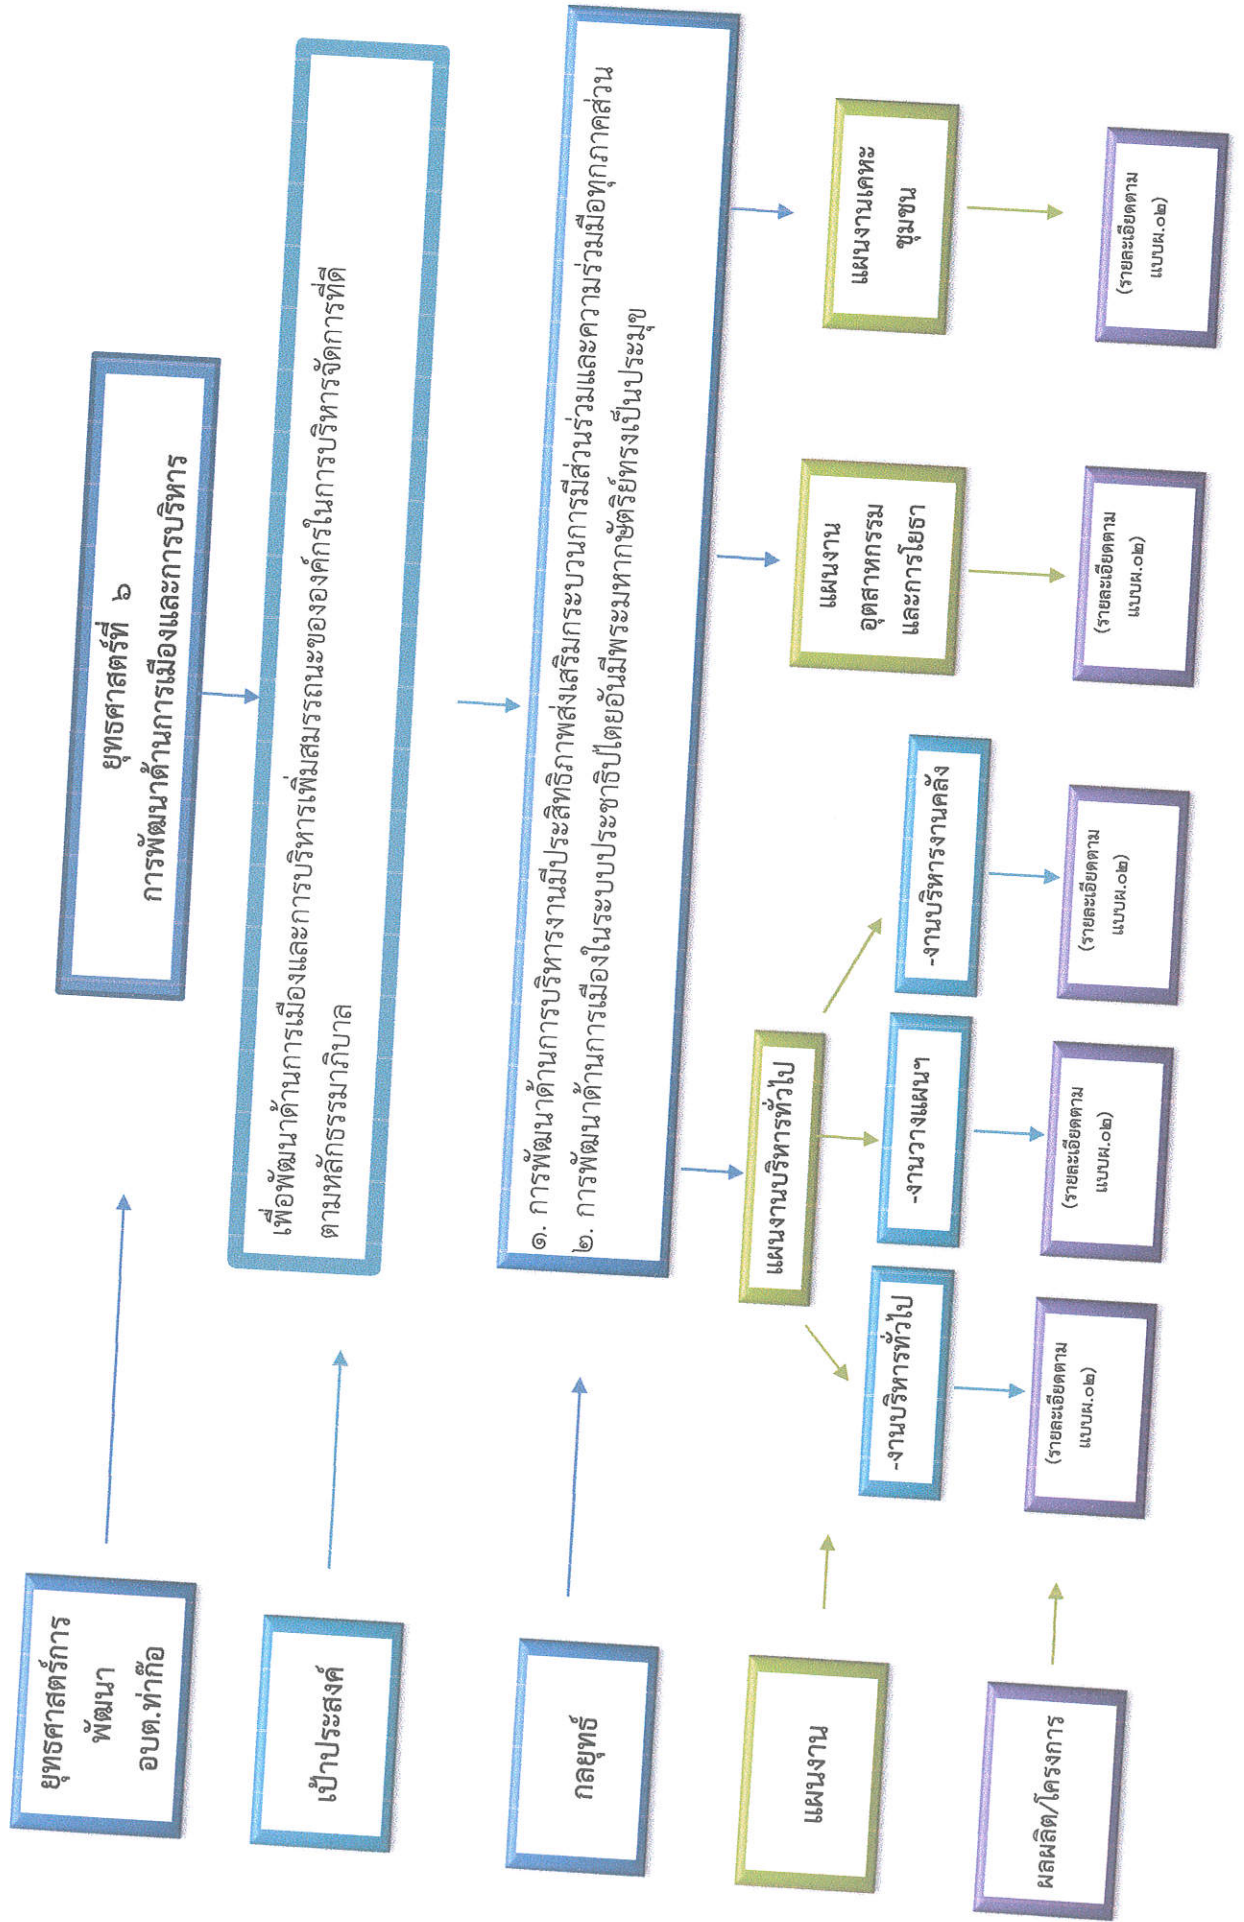 ยุทธศาสตร์การ
พัฒนา
อบต.ท่าก๊อ
ยุทธศาสตร์ที่ ๖
การพัฒนาด้านการเมืองและการบริหาร
เป้าประสงค์
เพื่อพัฒนาด้านการเมืองและการบริหารเพิ่มสมรรถนะขององค์กรในการบริหารจัดการที่ดี
ตามหลักธรรมาภิบาล
กลยุทธ์
๑. การพัฒนาด้านการบริหารงานมีประสิทธิภาพส่งเสริมกระบวนการมีส่วนร่วมและความร่วมมือทุกภาคส่วน
๒. การพัฒนาด้านการเมืองในระบบประชาธิปไตยอันมีพระมหากษัตริย์ทรงเป็นประมุข
แผนงาน
แผนงานบริหารทั่วไป
แผนงาน
อุตสาหกรรม
และการโยธา
แผนงานเคหะ
ชุมชน
-งานบริหารทั่วไป
-งานวางแผนฯ
-งานบริหารงานคลัง
ผลผลิต/โครงการ
(รายละเอียดตาม
แบบผ.๐๒)
(รายละเอียดตาม
แบบผ.๐๒)
(รายละเอียดตาม
แบบผ.๐๒)
(รายละเอียดตาม
แบบผ.๐๒)
(รายละเอียดตาม
แบบผ.๐๒)